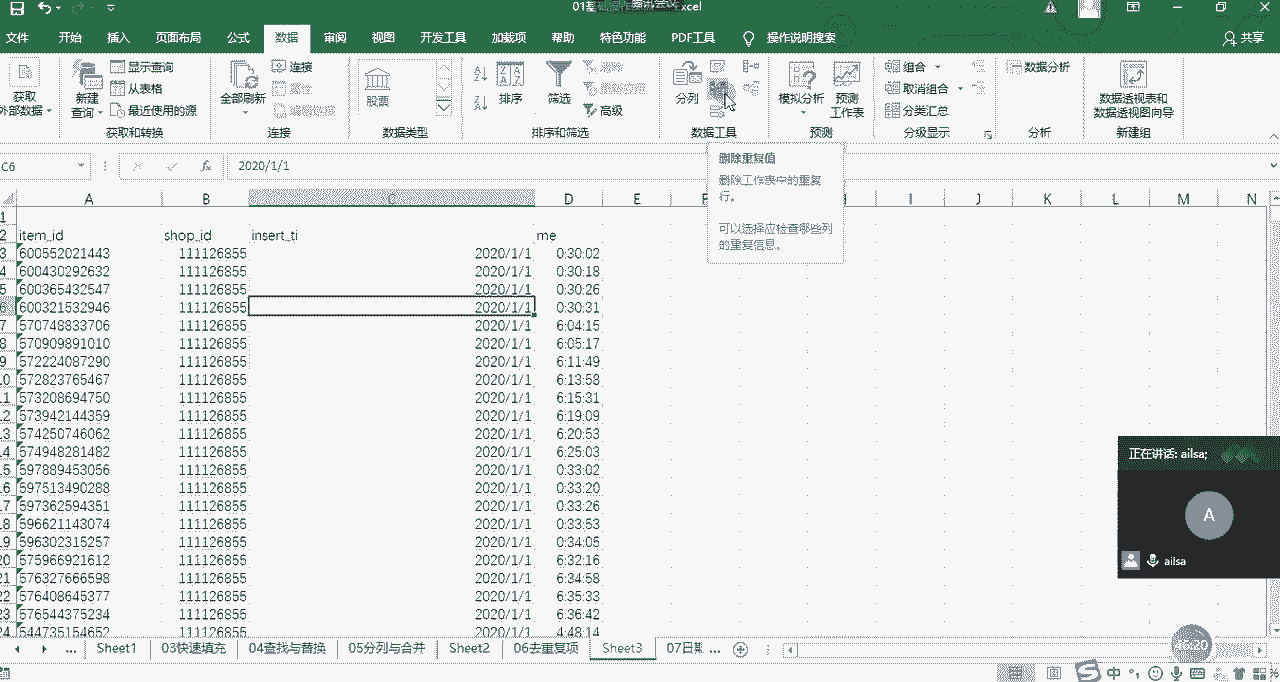 .xcel
文件 开始 插入 页面布局 公式 数据 审阅 视图 开发工具 加载项 帮助 特色功能 PDF工具 操作说明搜索 共享
获取
外部数据
新建
查询
显示查询
从表格
最近使用的源
获取和转换
全部刷新
连接
连接
股票
数据类型
排序
筛选
高级
排序和筛选
分列
数据工具
模拟分析
预测
工作表
预测
组合
取消组合
分类汇总
分级显示
数据分析
分析
数据透视表和
数据透视图向导
新建组
C6 fx 2020/1/1
删除重复值
删除工作表中的重复
行。
可以选择应检查哪些列
的重复信息。
A B C D E F I J K L M N
1
2 item_id shop_id insert_ti me
3 600552021443 111126855 2020/1/1 0:30:02
4 600430292632 111126855 2020/1/1 0:30:18
5 600365432547 111126855 2020/1/1 0:30:26
6 600321532946 111126855 2020/1/1 0:30:31
7 570748833706 111126855 2020/1/1 6:04:15
8 570909891010 111126855 2020/1/1 6:05:17
9 572224087290 111126855 2020/1/1 6:11:49
10 572823765467 111126855 2020/1/1 6:13:58
11 573208694750 111126855 2020/1/1 6:15:31
12 573942144359 111126855 2020/1/1 6:19:09
13 574250746062 111126855 2020/1/1 6:20:53
14 574948281482 111126855 2020/1/1 6:25:03
15 597889453056 111126855 2020/1/1 0:33:02
16 597513490288 111126855 2020/1/1 0:33:20
17 597362594351 111126855 2020/1/1 0:33:26
18 596621143074 111126855 2020/1/1 0:33:53
19 596302315257 111126855 2020/1/1 0:34:05
20 575966921612 111126855 2020/1/1 6:32:16
21 576327666598 111126855 2020/1/1 6:34:58
22 576408645377 111126855 2020/1/1 6:35:33
23 576544375234 111126855 2020/1/1 6:36:42
24 544735154652 111126855 2020/1/1 4:48:14
正在讲话: ailsa;
A
ailsa
... Sheet1 03快速填充 04查找与替换 05分列与合并 Sheet2 06去重复项 Sheet3 07日期 ...
46:20
中